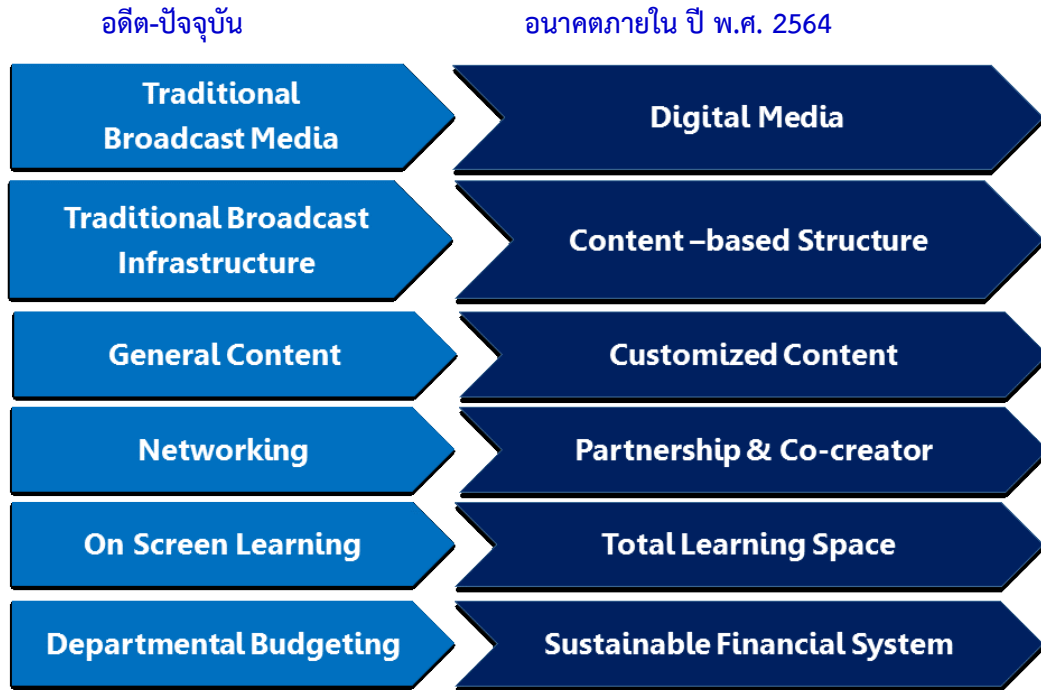 อดีต-ปัจจุบัน อนาคตภายใน ปี พ.ศ. 2564
Traditional
Broadcast Media
Digital Media
Traditional Broadcast
Infrastructure
Content –based Structure
General Content
Customized Content
Networking
Partnership & Co-creator
On Screen Learning
Total Learning Space
Departmental Budgeting
Sustainable Financial System